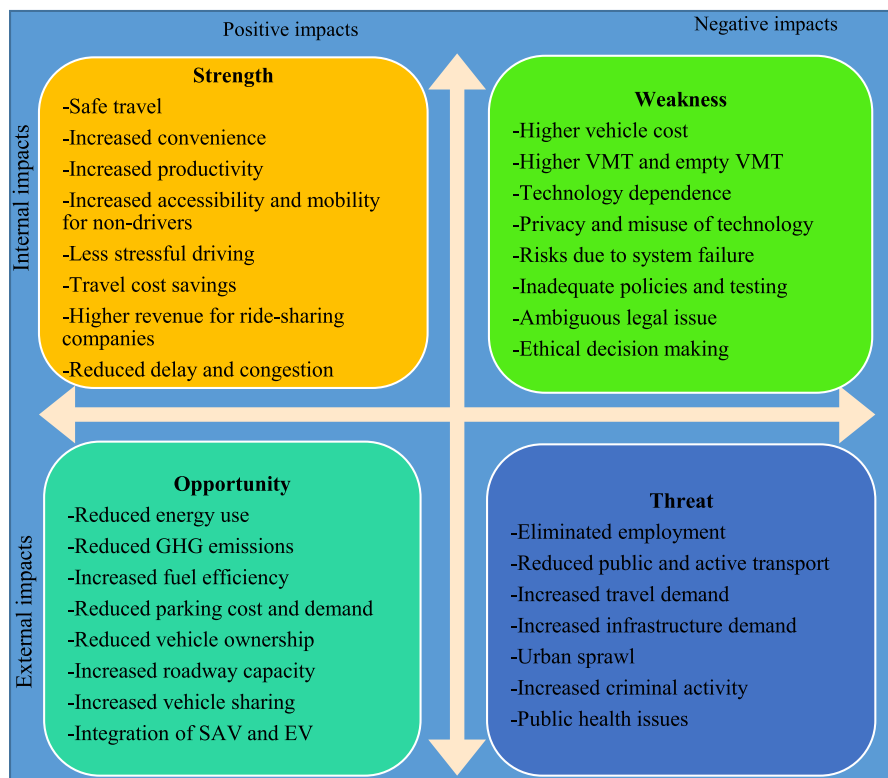 Positive impacts
Negative impacts
Internal impacts
Strength
-Safe travel
-Increased convenience
-Increased productivity
-Increased accessibility and mobility
for non-drivers
-Less stressful driving
-Travel cost savings
-Higher revenue for ride-sharing
companies
-Reduced delay and congestion
Weakness
-Higher vehicle cost
-Higher VMT and empty VMT
-Technology dependence
-Privacy and misuse of technology
-Risks due to system failure
-Inadequate policies and testing
-Ambiguous legal issue
-Ethical decision making
External impacts
Opportunity
-Reduced energy use
-Reduced GHG emissions
-Increased fuel efficiency
-Reduced parking cost and demand
-Reduced vehicle ownership
-Increased roadway capacity
-Increased vehicle sharing
-Integration of SAV and EV
Threat
-Eliminated employment
-Reduced public and active transport
-Increased travel demand
-Increased infrastructure demand
-Urban sprawl
-Increased criminal activity
-Public health issues